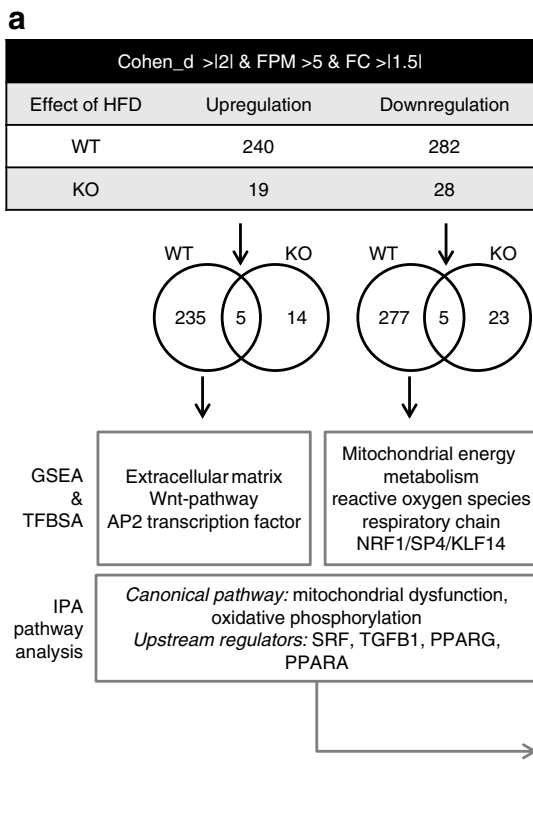 a
Cohen_d >|2| & FPM >5 & FC >|1.5|
Effect of HFD Upregulation Downregulation
WT 240 282
KO 19 28
WT KO WT KO
235 5 14 277 5 23
GSEA
&
TFBSA
Extracellular matrix
Wnt-pathway
AP2 transcription factor
Mitochondrial energy
metabolism
reactive oxygen species
respiratory chain
NRF1/SP4/KLF14
IPA
pathway
analysis
Canonical pathway: mitochondrial dysfunction,
oxidative phosphorylation
Upstream regulators: SRF, TGFB1, PPARG,
PPARA